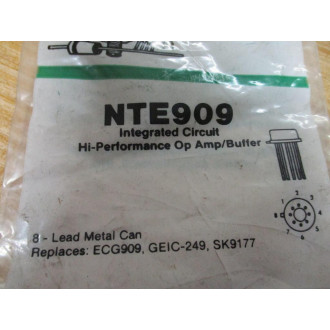 NTE909
Integrated Circuit
Hi-Performance Op Amp/Buffer
8 - Lead Metal Can
Replaces: ECG909, GEIC-249, SK9177